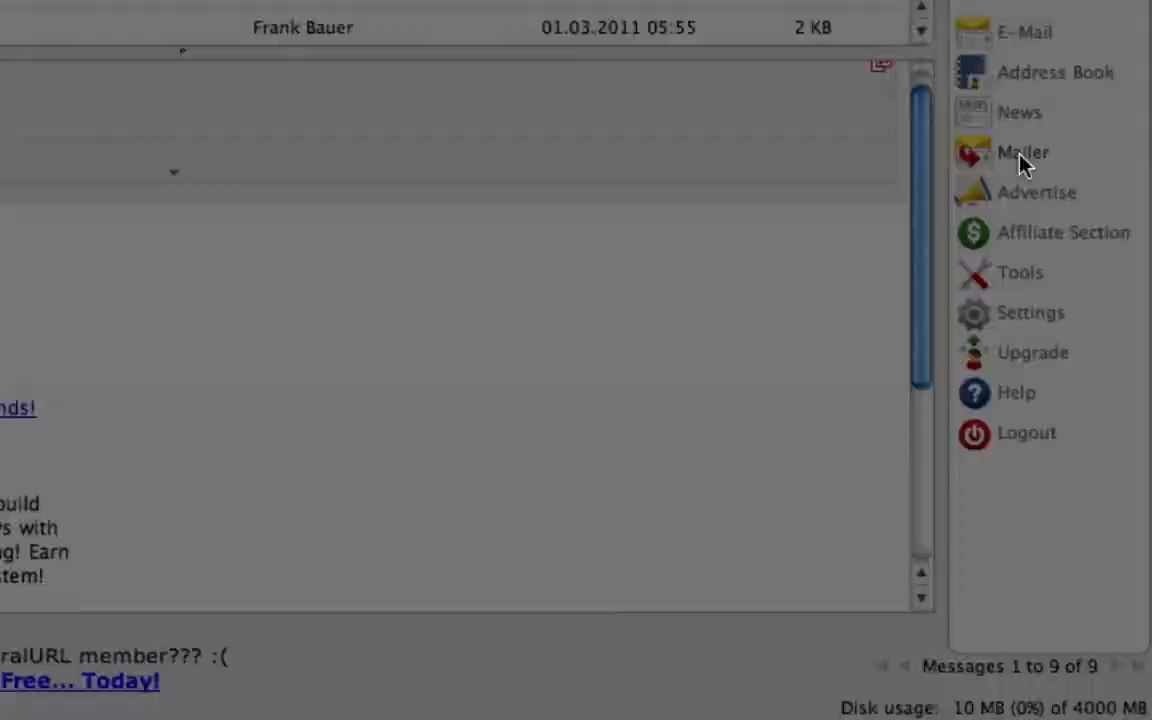 Frank Bauer 01.03.2011 05:55 2 KB
E-Mail
Address Book
News
Mailer
Advertise
Affiliate Section
Tools
Settings
Upgrade
Help
Logout
nds!
build
s with
g! Earn
stem!
ralURL member??? :(
Free... Today!
Messages 1 to 9 of 9
Disk usage: 10 MB (0%) of 4000 MB